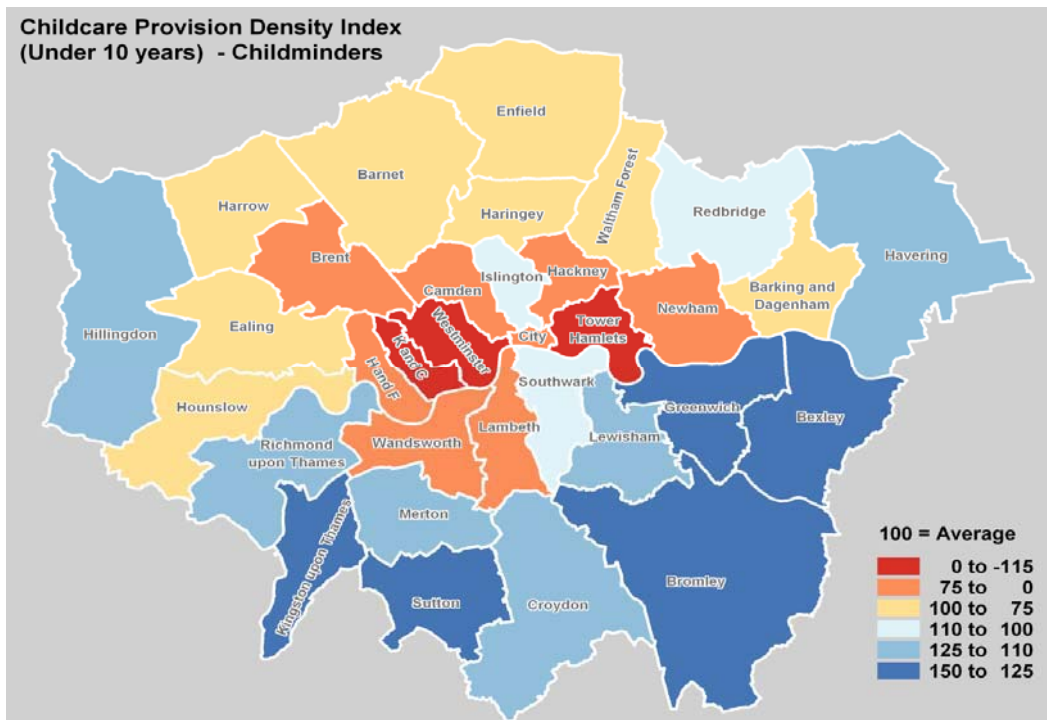 Childcare Provision Density Index
(Under 10 years) - Childminders
Enfield
Barnet
Harrow
Haringey
Waltham Forest
Redbridge
Havering
Brent
Camden
Islington
Hackney
Barking and
Dagenham
Newham
Hillingdon
Ealing
Westminster
City
Tower
Hamlets
K and C
H and F
Southwark
Hounslow
Greenwich
Bexley
Richmond
upon Thames
Wandsworth
Lambeth
Lewisham
Merton
Kingston upon Thames
Sutton
Croydon
Bromley
100 = Average
0 to -115
75 to 0
100 to 75
110 to 100
125 to 110
150 to 125